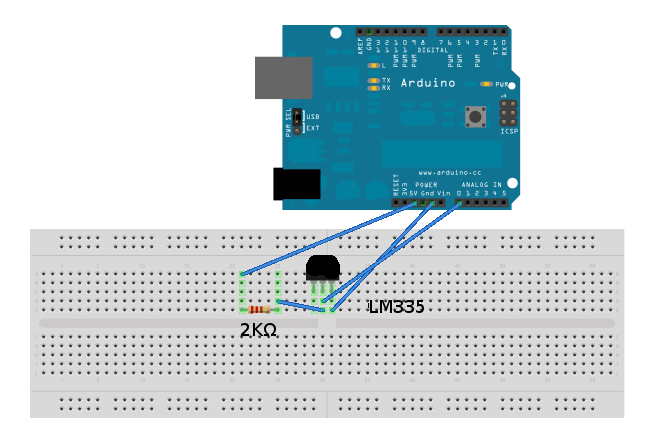 AREF
GND
13
12
11
10
9
8
7
6
5
4
3
2
1
0
PWM
PWM
PWM
PWM
PWM
PWM
DIGITAL
TX
RX
L
TX
RX
Arduino
PWR
PWR SEL
USB
EXT
1
ICSP
www.arduino.cc
POWER
ANALOG IN
RESET
3V3
5V Gnd Vin
0 1 2 3 4 5
LM335
2KΩ